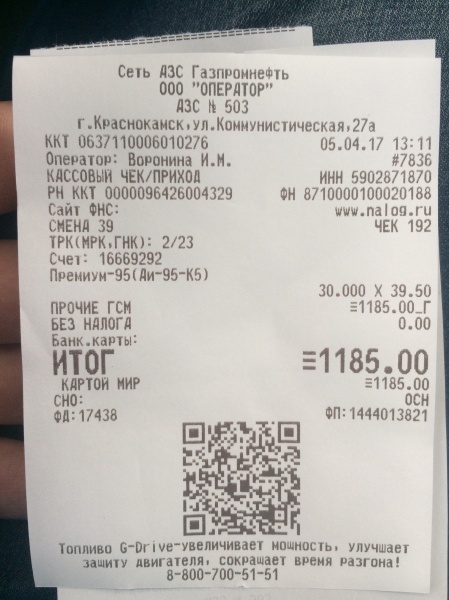 Сеть АЗС Газпромнефть
ООО "ОПЕРАТОР"
АЗС № 503
г.Краснокамск,ул.Коммунистическая,27а
ККТ 0637110006010276 05.04.17 13:11
Оператор: Воронина И.М. #7836
КАССОВЫЙ ЧЕК/ПРИХОД ИНН 5902871870
РН ККТ 0000096426004329 ФН 8710000100020188
Сайт ФНС: www.nalog.ru
СМЕНА 39 ЧЕК 192
ТРК(МРК,ГНК): 2/23
Счет: 16669292
Премиум-95(Аи-95-К5)
30.000 X 39.50
ПРОЧИЕ ГСМ ≡1185.00_Г
БЕЗ НАЛОГА 0.00
Банк.карты:
ИТОГ ≡1185.00
КАРТОЙ МИР ≡1185.00
СНО: ОСН
ФД:17438 ФП:1444013821
Топливо G-Drive-увеличивает мощность, улучшает
защиту двигателя, сокращает время разгона!
8-800-700-51-51